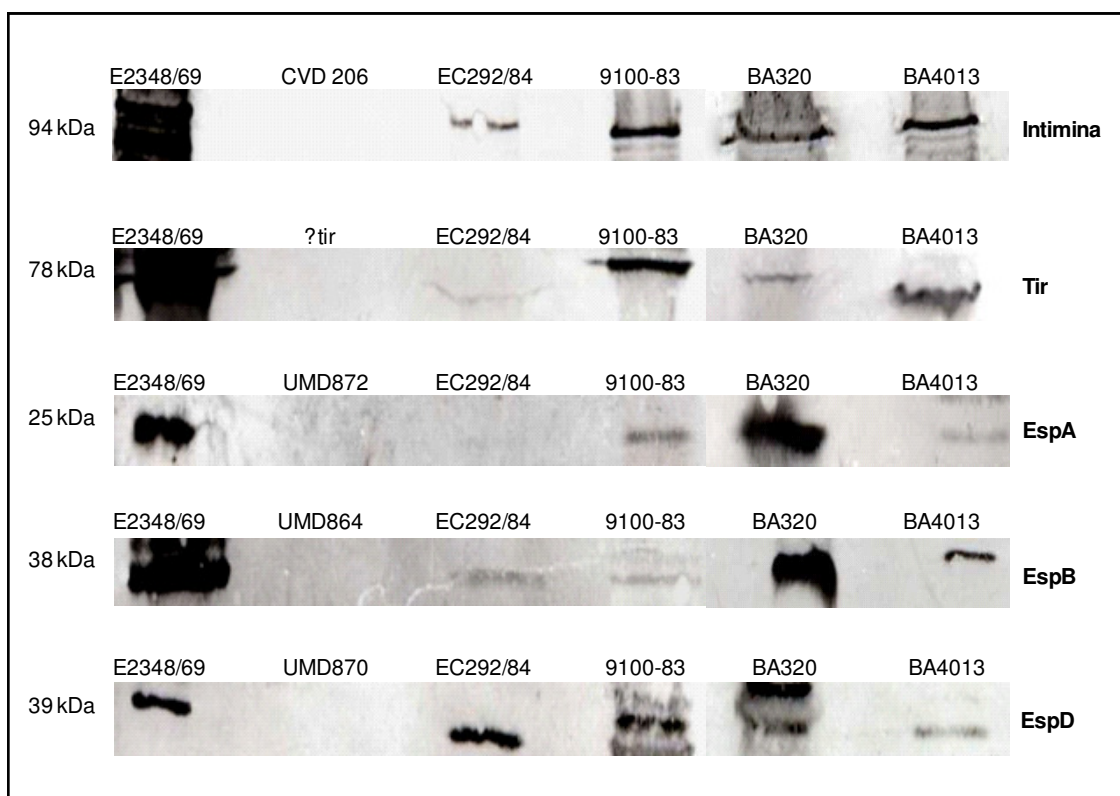 E2348/69 CVD 206 EC292/84 9100-83 BA320 BA4013
94 kDa Intimina
E2348/69 ?tir EC292/84 9100-83 BA320 BA4013
78 kDa Tir
E2348/69 UMD872 EC292/84 9100-83 BA320 BA4013
25 kDa EspA
E2348/69 UMD864 EC292/84 9100-83 BA320 BA4013
38 kDa EspB
E2348/69 UMD870 EC292/84 9100-83 BA320 BA4013
39 kDa EspD